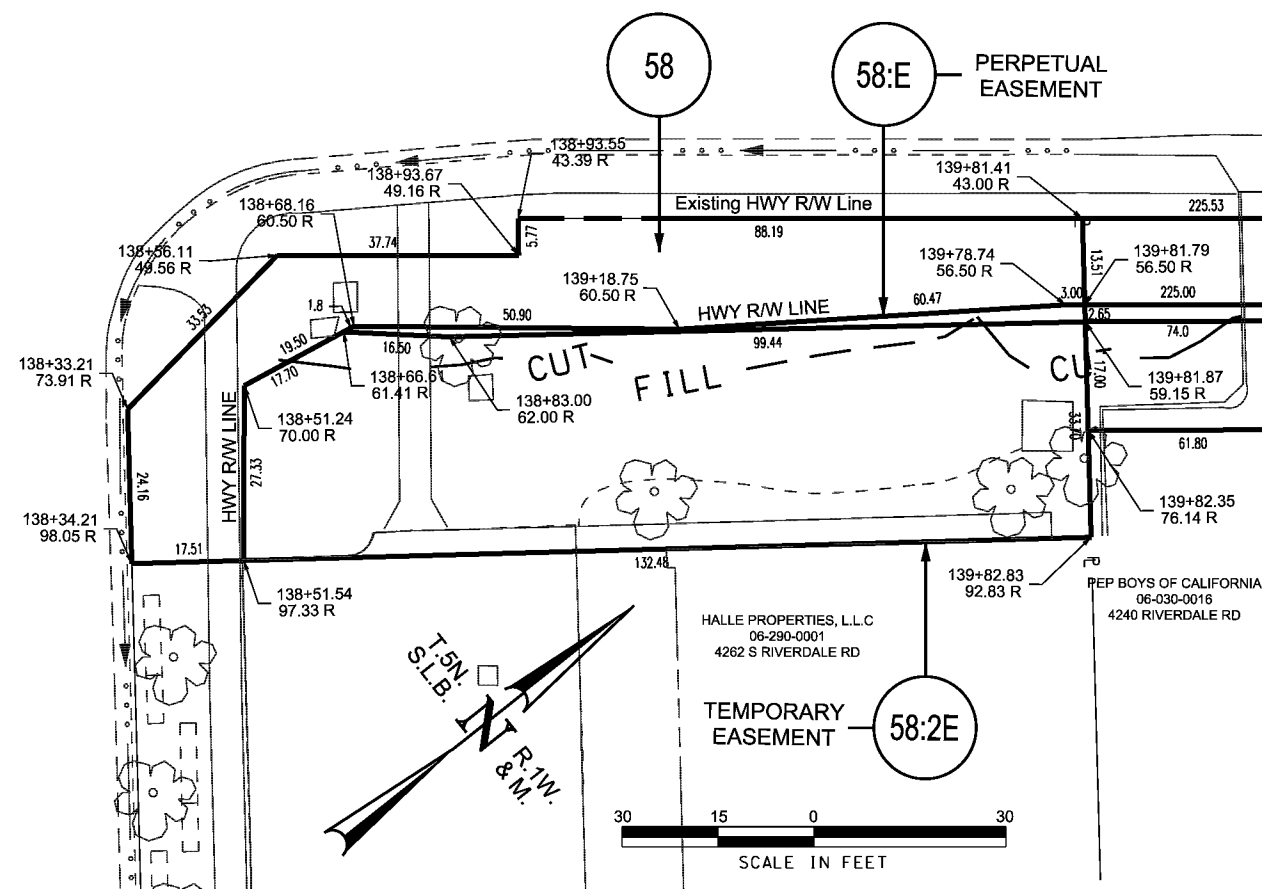 58
58:E
PERPETUAL
EASEMENT
138+93.55
43.39 R
138+93.67
49.16 R
139+81.41
43.00 R
138+68.16
60.50 R
Existing HWY R/W Line
225.53
88.19
5.77
37.74
138+56.11
49.56 R
139+78.74
56.50 R
139+81.79
56.50 R
13.51
139+18.75
60.50 R
3.00
225.00
1.8
50.90
HWY R/W LINE
60.47
2.65
33.53
19.50
16.50
99.44
74.0
CUT
FILL
CU
17.00
138+33.21
73.91 R
17.70
138+66.61
61.41 R
138+83.00
62.00 R
139+81.87
59.15 R
138+51.24
70.00 R
33.70
61.80
HWY R/W LINE
27.33
24.16
139+82.35
76.14 R
138+34.21
98.05 R
17.51
132.48
139+82.83
92.83 R
138+51.54
97.33 R
PL
PEP BOYS OF CALIFORNIA
06-030-0016
4240 RIVERDALE RD
HALLE PROPERTIES, L.L.C
06-290-0001
4262 S RIVERDALE RD
T.5N.
S.L.B.
N
R.1W.
& M.
TEMPORARY
EASEMENT
58:2E
30 15 0 30
SCALE IN FEET